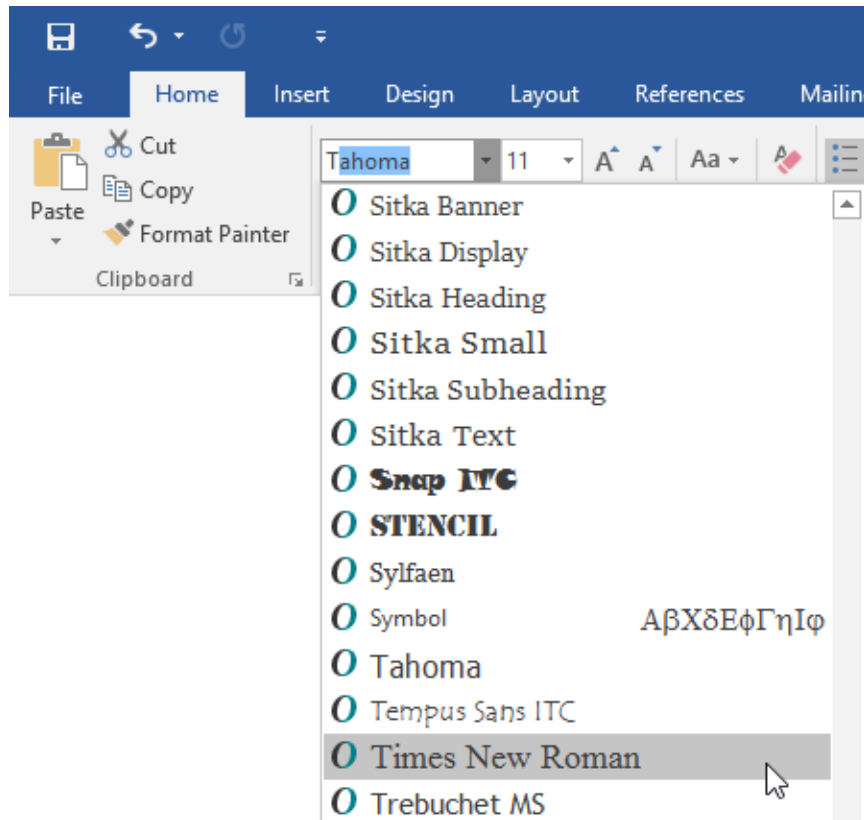 File Home Insert Design Layout References Mailin
Cut
Tahoma 11 Aa
Copy
Paste
Format Painter
Clipboard
O Sitka Banner
O Sitka Display
O Sitka Heading
O Sitka Small
O Sitka Subheading
O Sitka Text
O Snap ITC
O STENCIL
O Sylfaen
O Symbol ΑβΧδΕφΓηΙφ
O Tahoma
O Tempus Sans ITC
O Times New Roman
O Trebuchet MS